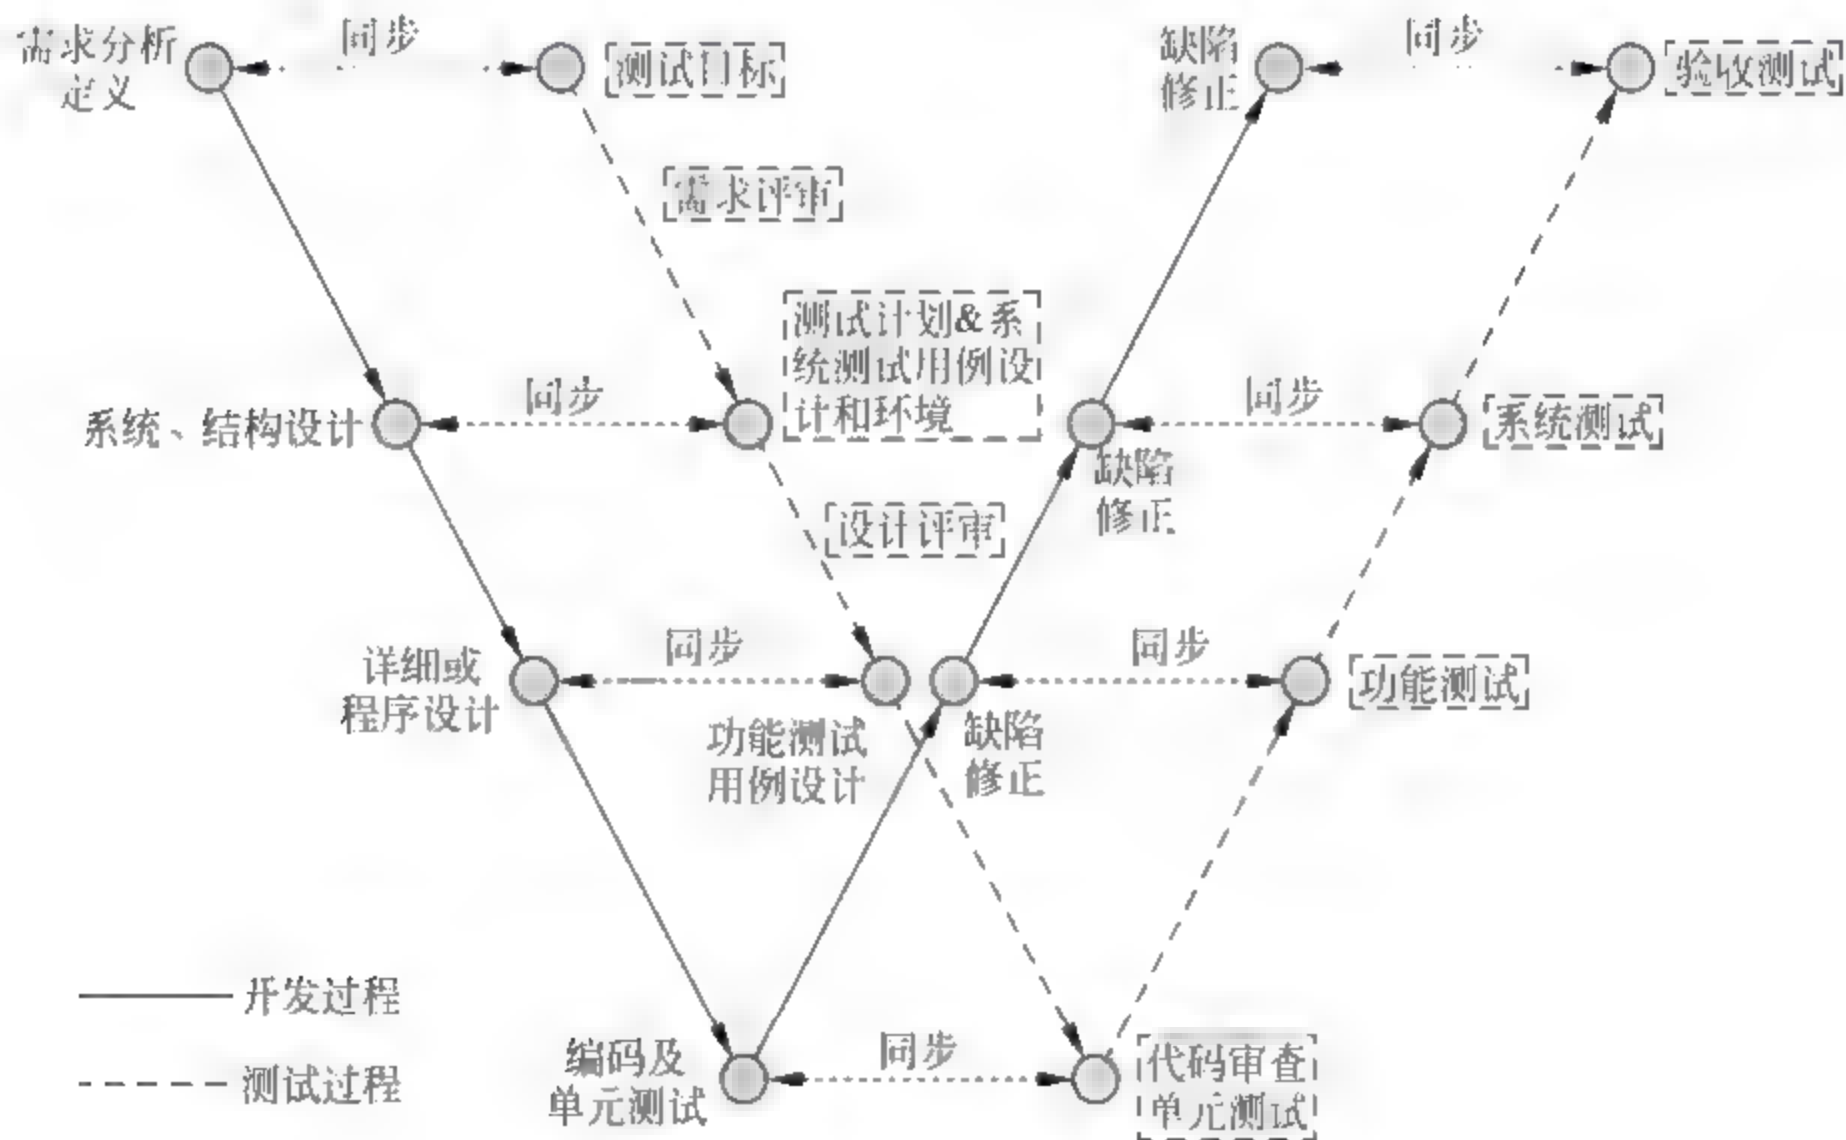 需求分析
定义
同步
测试目标
缺陷
修正
同步
验收测试
需求评审
测试计划&系
统测试用例设
计和环境
系统、结构设计
同步
同步
系统测试
缺陷
修正
设计评审
详细或
程序设计
同步
同步
功能测试
功能测试
用例设计
缺陷
修正
开发过程
测试过程
编码及
单元测试
同步
代码审查
单元测试